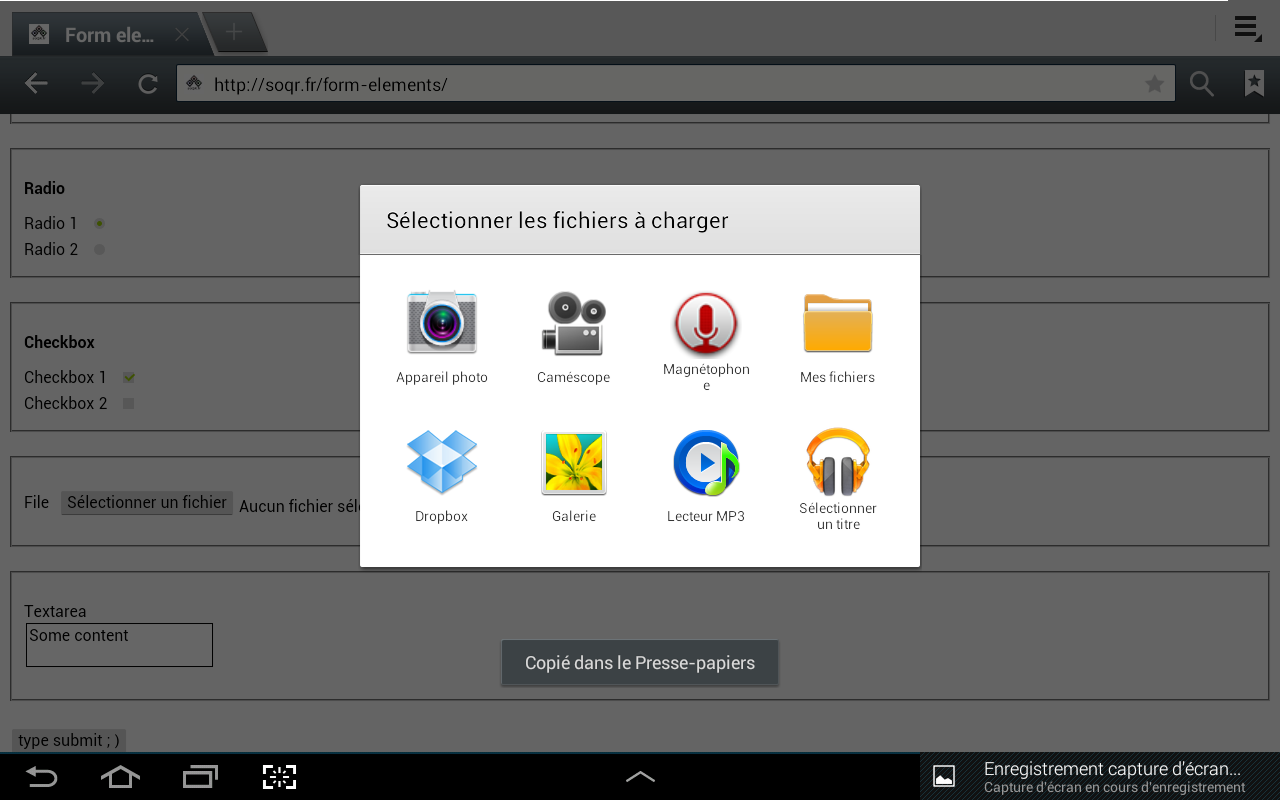 Form ele...
http://soqr.fr/form-elements/
Radio
Radio 1
Radio 2
Checkbox
Checkbox 1
Checkbox 2
File Sélectionner un fichier Aucun fichier sél
Textarea
Some content
type submit ; )
Sélectionner les fichiers à charger
Appareil photo
Caméscope
Magnétophon
e
Mes fichiers
Dropbox
Galerie
Lecteur MP3
Sélectionner
un titre
Copié dans le Presse-papiers
Enregistrement capture d'écran...
Capture d'écran en cours d'enregistrement